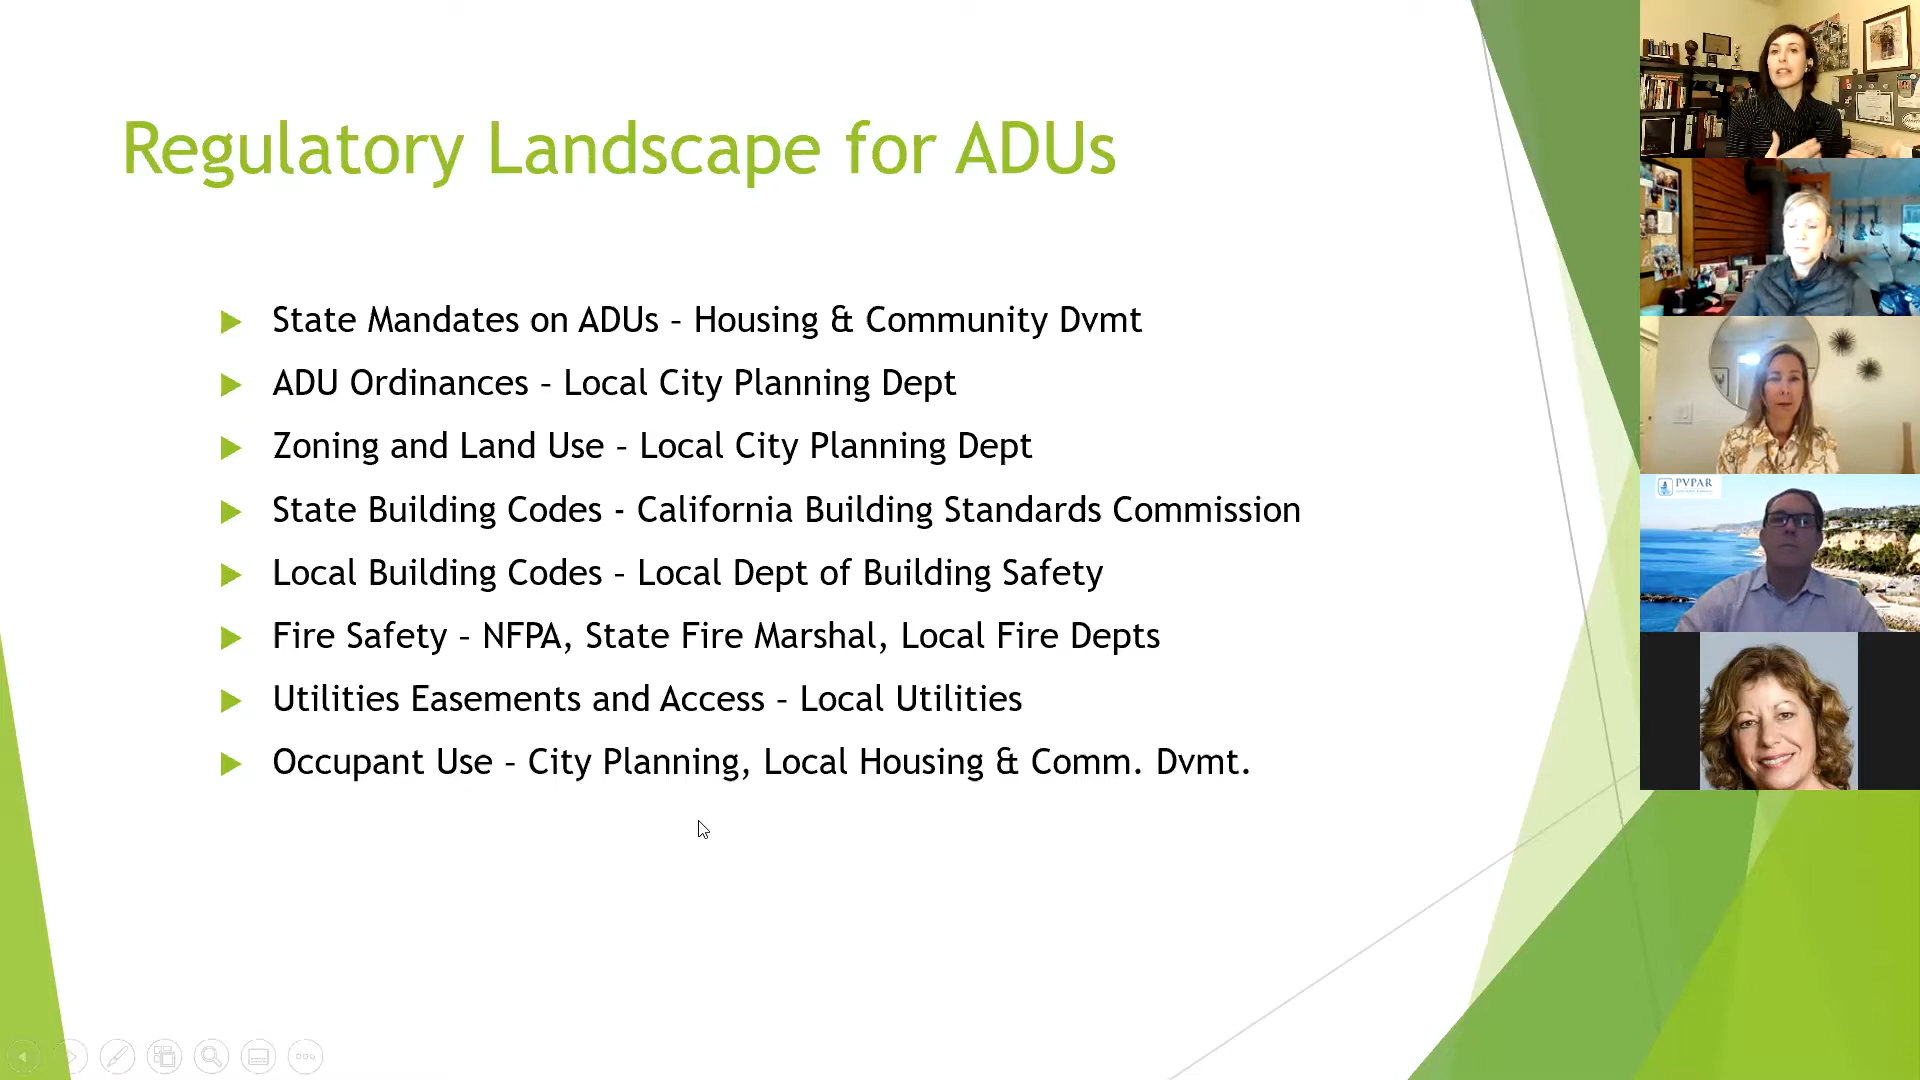 Regulatory Landscape for ADUs
State Mandates on ADUs – Housing & Community Dvmt
ADU Ordinances – Local City Planning Dept
Zoning and Land Use – Local City Planning Dept
State Building Codes - California Building Standards Commission
Local Building Codes – Local Dept of Building Safety
Fire Safety – NFPA, State Fire Marshal, Local Fire Depts
Utilities Easements and Access – Local Utilities
Occupant Use – City Planning, Local Housing & Comm. Dvmt.
PVPAR